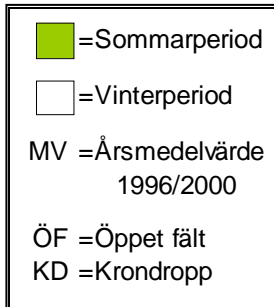 =Sommarperiod
=Vinterperiod
MV =Årsmedelvärde
1996/2000
ÖF =Öppet fält
KD =Krondropp